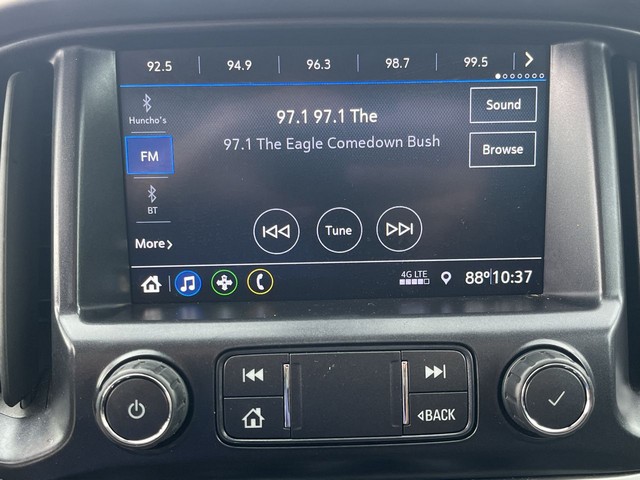 92.5 94.9 96.3 98.7 99.5
Huncho's
97.1 97.1 The
Sound
FM
97.1 The Eagle Comedown Bush
Browse
BT
Tune
More
4G LTE
88° 10:37
BACK